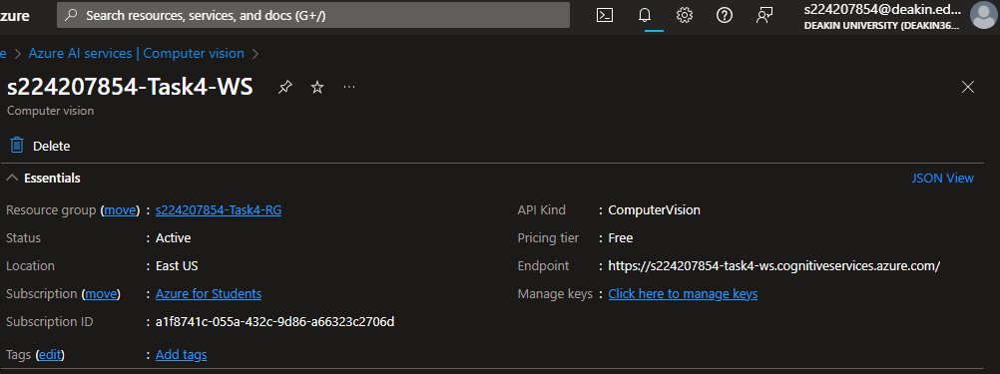 zure
Search resources, services, and docs (G+/)
s224207854@deakin.ed...
DEAKIN UNIVERSITY (DEAKIN36...
e > Azure AI services | Computer vision >
s224207854-Task4-WS ...
Computer vision
Delete
Essentials
JSON View
Resource group (move) : s224207854-Task4-RG
Status : Active
Location : East US
Subscription (move) : Azure for Students
Subscription ID : a1f8741c-055a-432c-9d86-a66323c2706d
Tags (edit) : Add tags
API Kind : ComputerVision
Pricing tier : Free
Endpoint : https://s224207854-task4-ws.cognitiveservices.azure.com/
Manage keys : Click here to manage keys